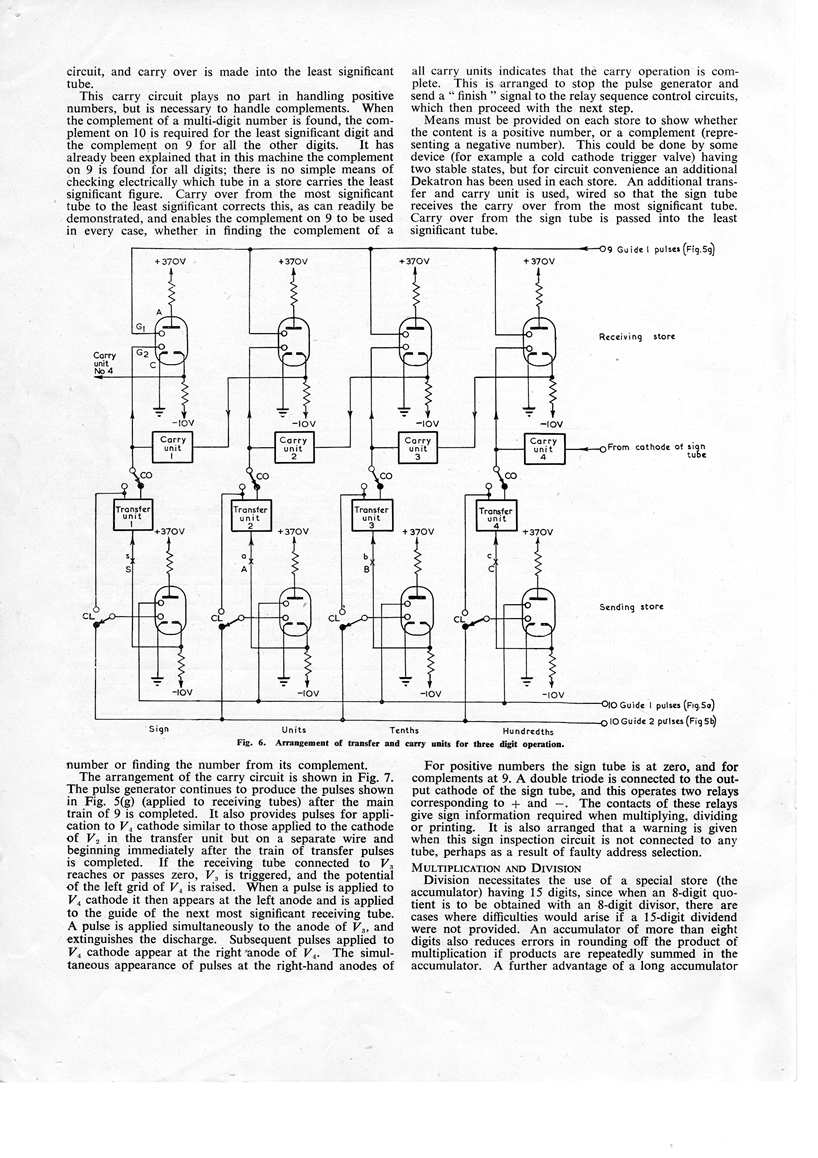 circuit, and carry over is made into the least significant
tube.
This carry circuit plays no part in handling positive
numbers, but is necessary to handle complements. When
the complement of a multi-digit number is found, the com-
plement on 10 is required for the least significant digit and
the complement on 9 for all the other digits. It has
already been explained that in this machine the complement
on 9 is found for all digits; there is no simple means of
checking electrically which tube in a store carries the least
significant figure. Carry over from the most significant
tube to the least significant corrects this, as can readily be
demonstrated, and enables the complement on 9 to be used
in every case, whether in finding the complement of a
all carry units indicates that the carry operation is com-
plete. This is arranged to stop the pulse generator and
send a “ finish ” signal to the relay sequence control circuits,
which then proceed with the next step.
Means must be provided on each store to show whether
the content is a positive number, or a complement (repre-
senting a negative number). This could be done by some
device (for example a cold cathode trigger valve) having
two stable states, but for circuit convenience an additional
Dekatron has been used in each store. An additional trans-
fer and carry unit is used, wired so that the sign tube
receives the carry over from the most significant tube.
Carry over from the sign tube is passed into the least
significant tube.
9 Guide 1 pulses (Fig.5g)
+370V +370V +370V +370V
A
G1
G2
C
Receiving store
Carry
unit
No 4
-10V -10V -10V -10V
Carry
unit
1
Carry
unit
2
Carry
unit
3
Carry
unit
4
From cathode of sign
tube
CO CO CO CO
Transfer
unit
1
Transfer
unit
2
Transfer
unit
3
Transfer
unit
4
+370V +370V +370V +370V
s a b c
S A B C
Sending store
CL CL CL CL
-10V -10V -10V -10V
10 Guide 1 pulses (Fig.5a)
10 Guide 2 pulses (Fig 5b)
Sign Units Tenths Hundredths
Fig. 6. Arrangement of transfer and carry units for three digit operation.
number or finding the number from its complement.
The arrangement of the carry circuit is shown in Fig. 7.
The pulse generator continues to produce the pulses shown
in Fig. 5(g) (applied to receiving tubes) after the main
train of 9 is completed. It also provides pulses for appli-
cation to V4 cathode similar to those applied to the cathode
of V2 in the transfer unit but on a separate wire and
beginning immediately after the train of transfer pulses
is completed. If the receiving tube connected to V3
reaches or passes zero, V3 is triggered, and the potential
of the left grid of V4 is raised. When a pulse is applied to
V4 cathode it then appears at the left anode and is applied
to the guide of the next most significant receiving tube.
A pulse is applied simultaneously to the anode of V3, and
extinguishes the discharge. Subsequent pulses applied to
V4 cathode appear at the right anode of V4. The simul-
taneous appearance of pulses at the right-hand anodes of
For positive numbers the sign tube is at zero, and for
complements at 9. A double triode is connected to the out-
put cathode of the sign tube, and this operates two relays
corresponding to + and −. The contacts of these relays
give sign information required when multiplying, dividing
or printing. It is also arranged that a warning is given
when this sign inspection circuit is not connected to any
tube, perhaps as a result of faulty address selection.
MULTIPLICATION AND DIVISION
Division necessitates the use of a special store (the
accumulator) having 15 digits, since when an 8-digit quo-
tient is to be obtained with an 8-digit divisor, there are
cases where difficulties would arise if a 15-digit dividend
were not provided. An accumulator of more than eight
digits also reduces errors in rounding off the product of
multiplication if products are repeatedly summed in the
accumulator. A further advantage of a long accumulator